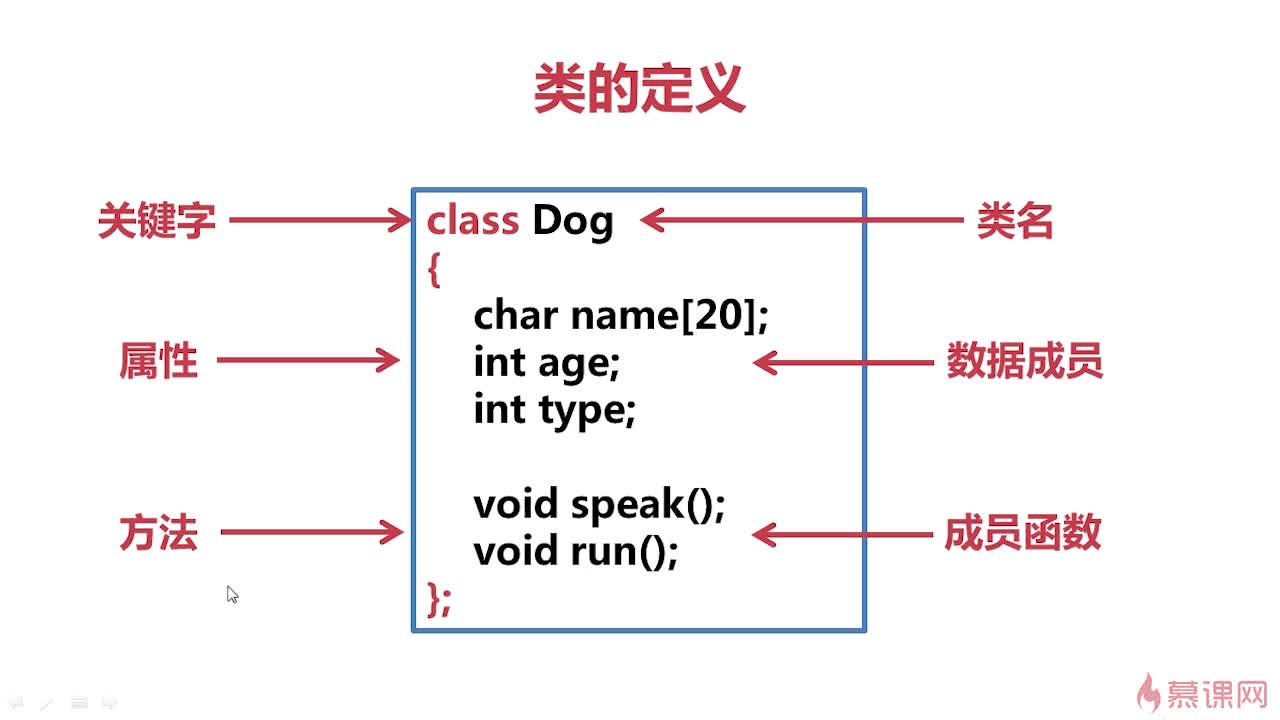 类的定义
关键字 class Dog 类名
{
char name[20];
属性 int age; 数据成员
int type;
void speak();
方法 成员函数
void run();
};
慕课网